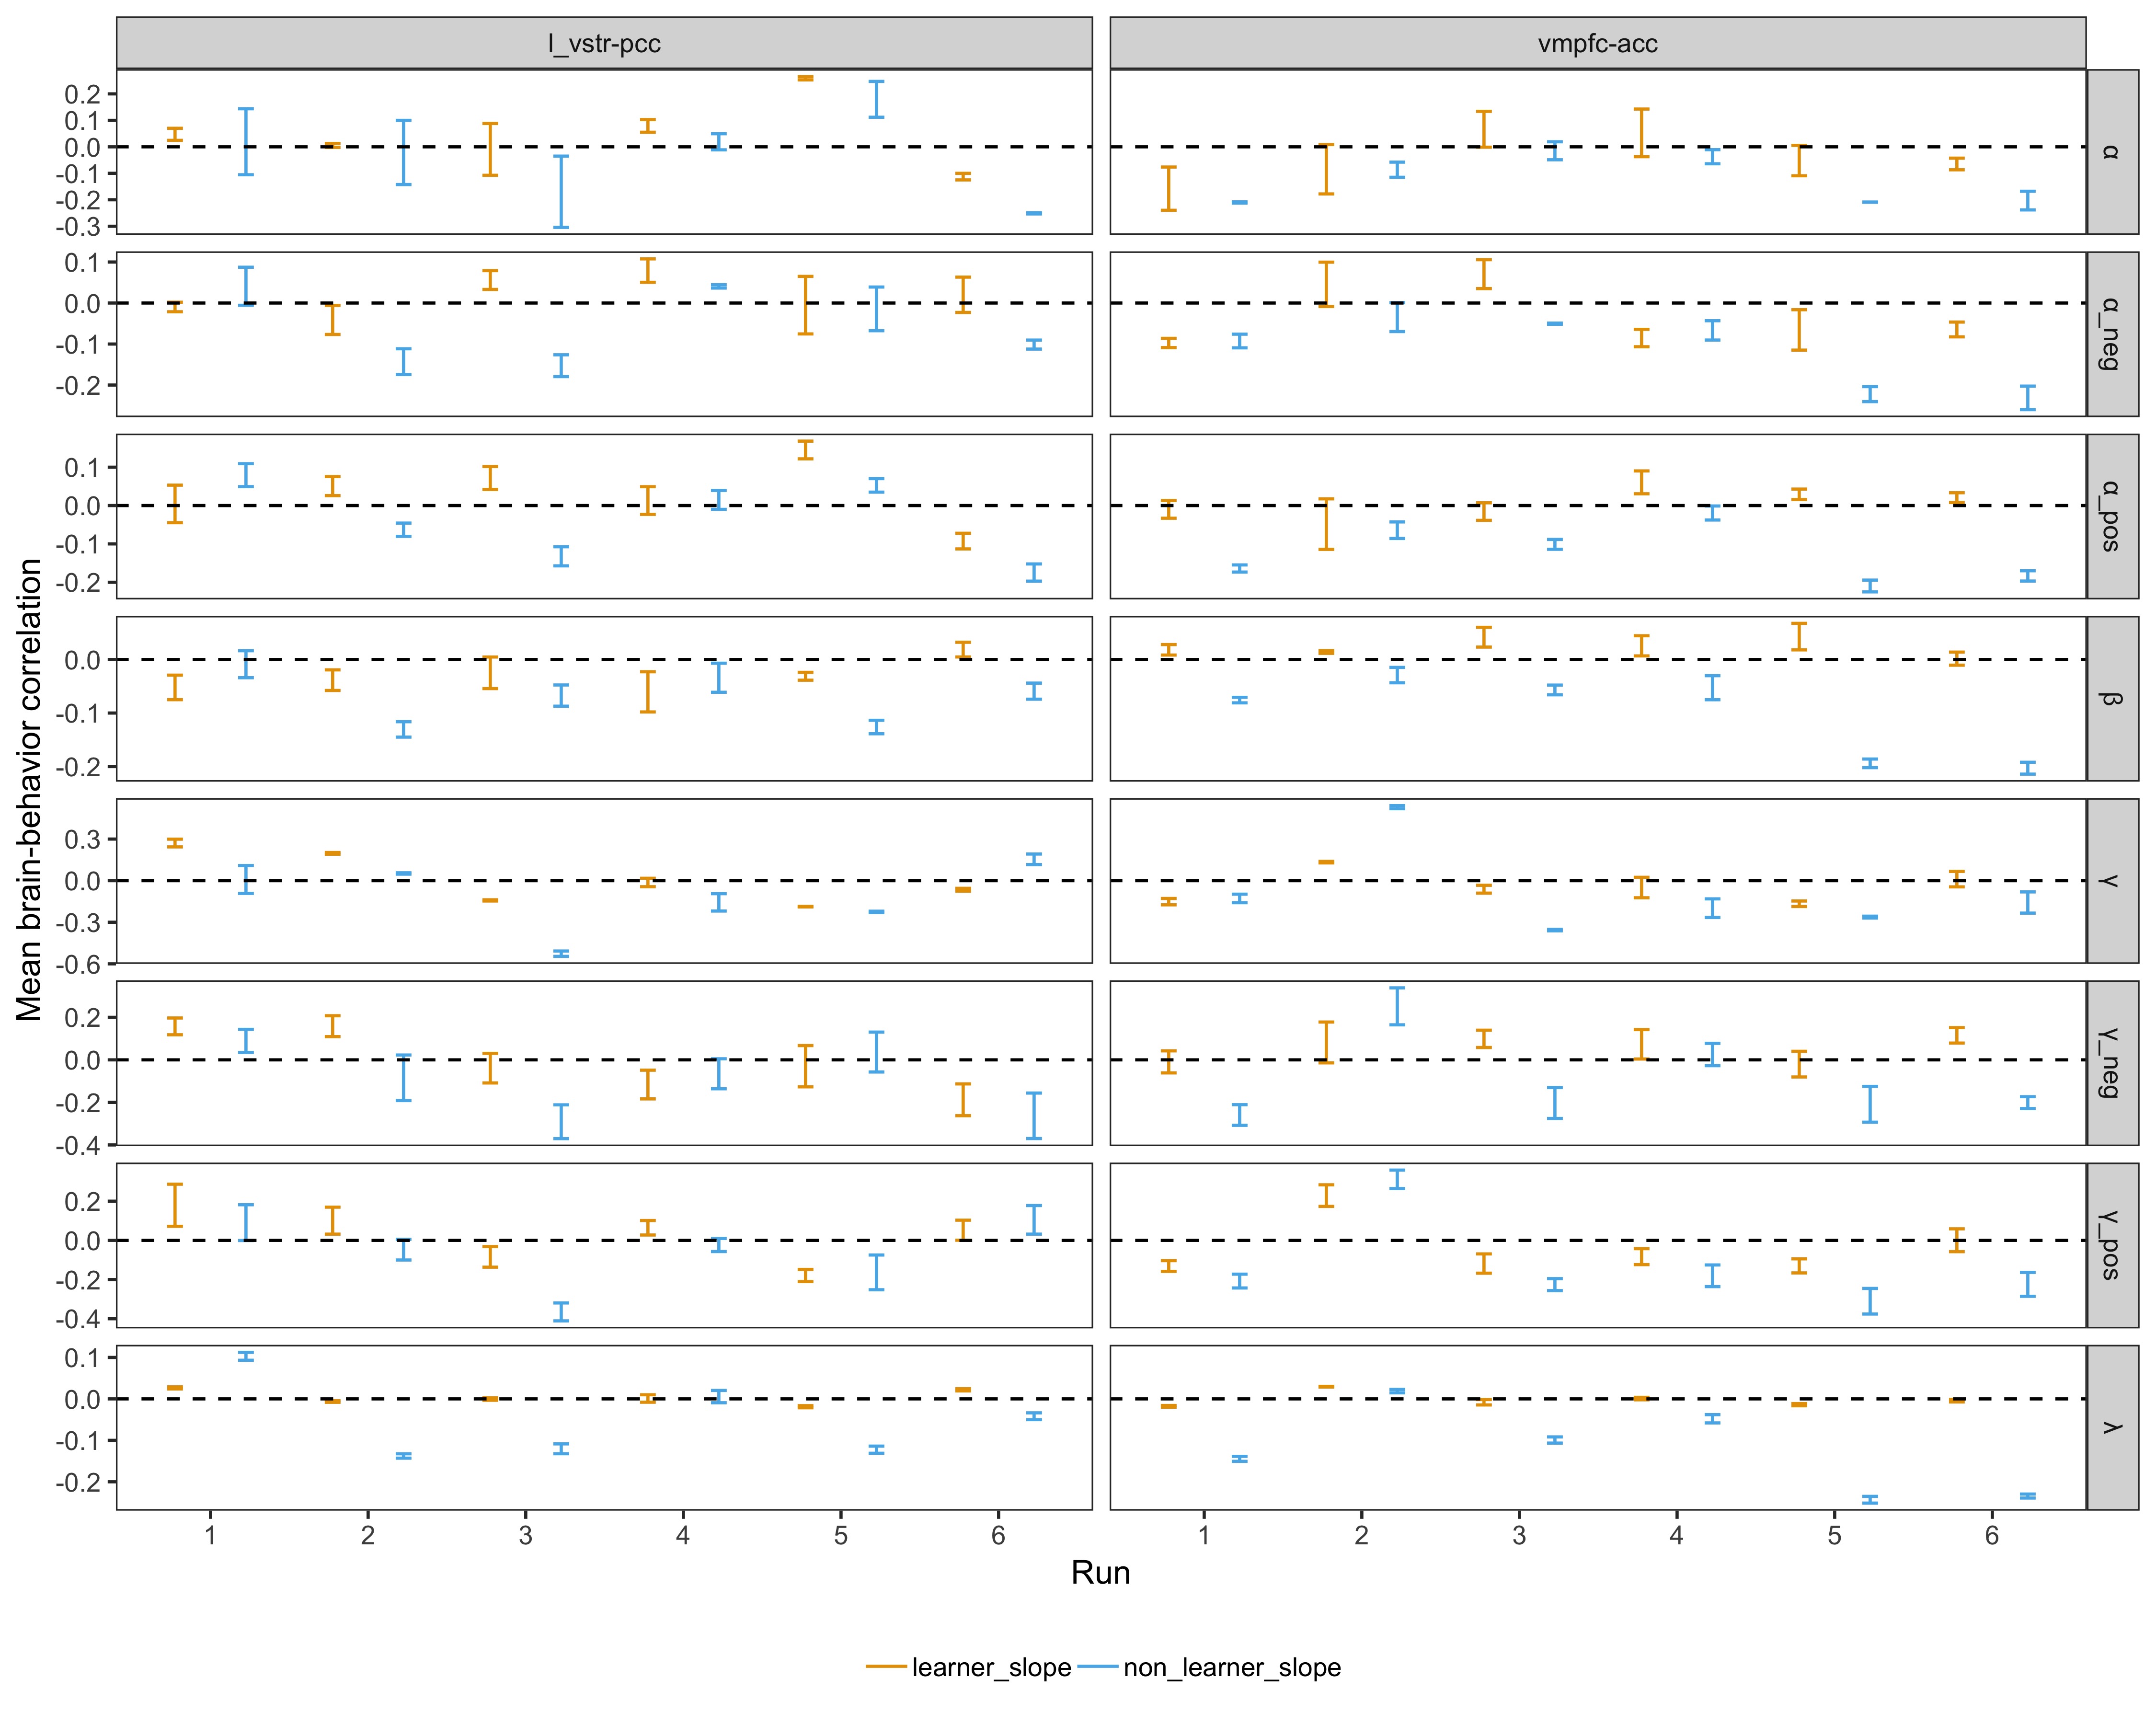 l_vstr-pcc
vmpfc-acc
Mean brain-behavior correlation
0.2
0.1
0.0
-0.1
-0.2
-0.3
α
0.1
0.0
-0.1
-0.2
α_neg
0.1
0.0
-0.1
-0.2
α_pos
0.0
-0.1
-0.2
β
0.3
0.0
-0.3
-0.6
γ
0.2
0.0
-0.2
-0.4
γ_neg
0.2
0.0
-0.2
-0.4
γ_pos
0.1
0.0
-0.1
-0.2
λ
1 2 3 4 5 6
1 2 3 4 5 6
Run
learner_slope
non_learner_slope